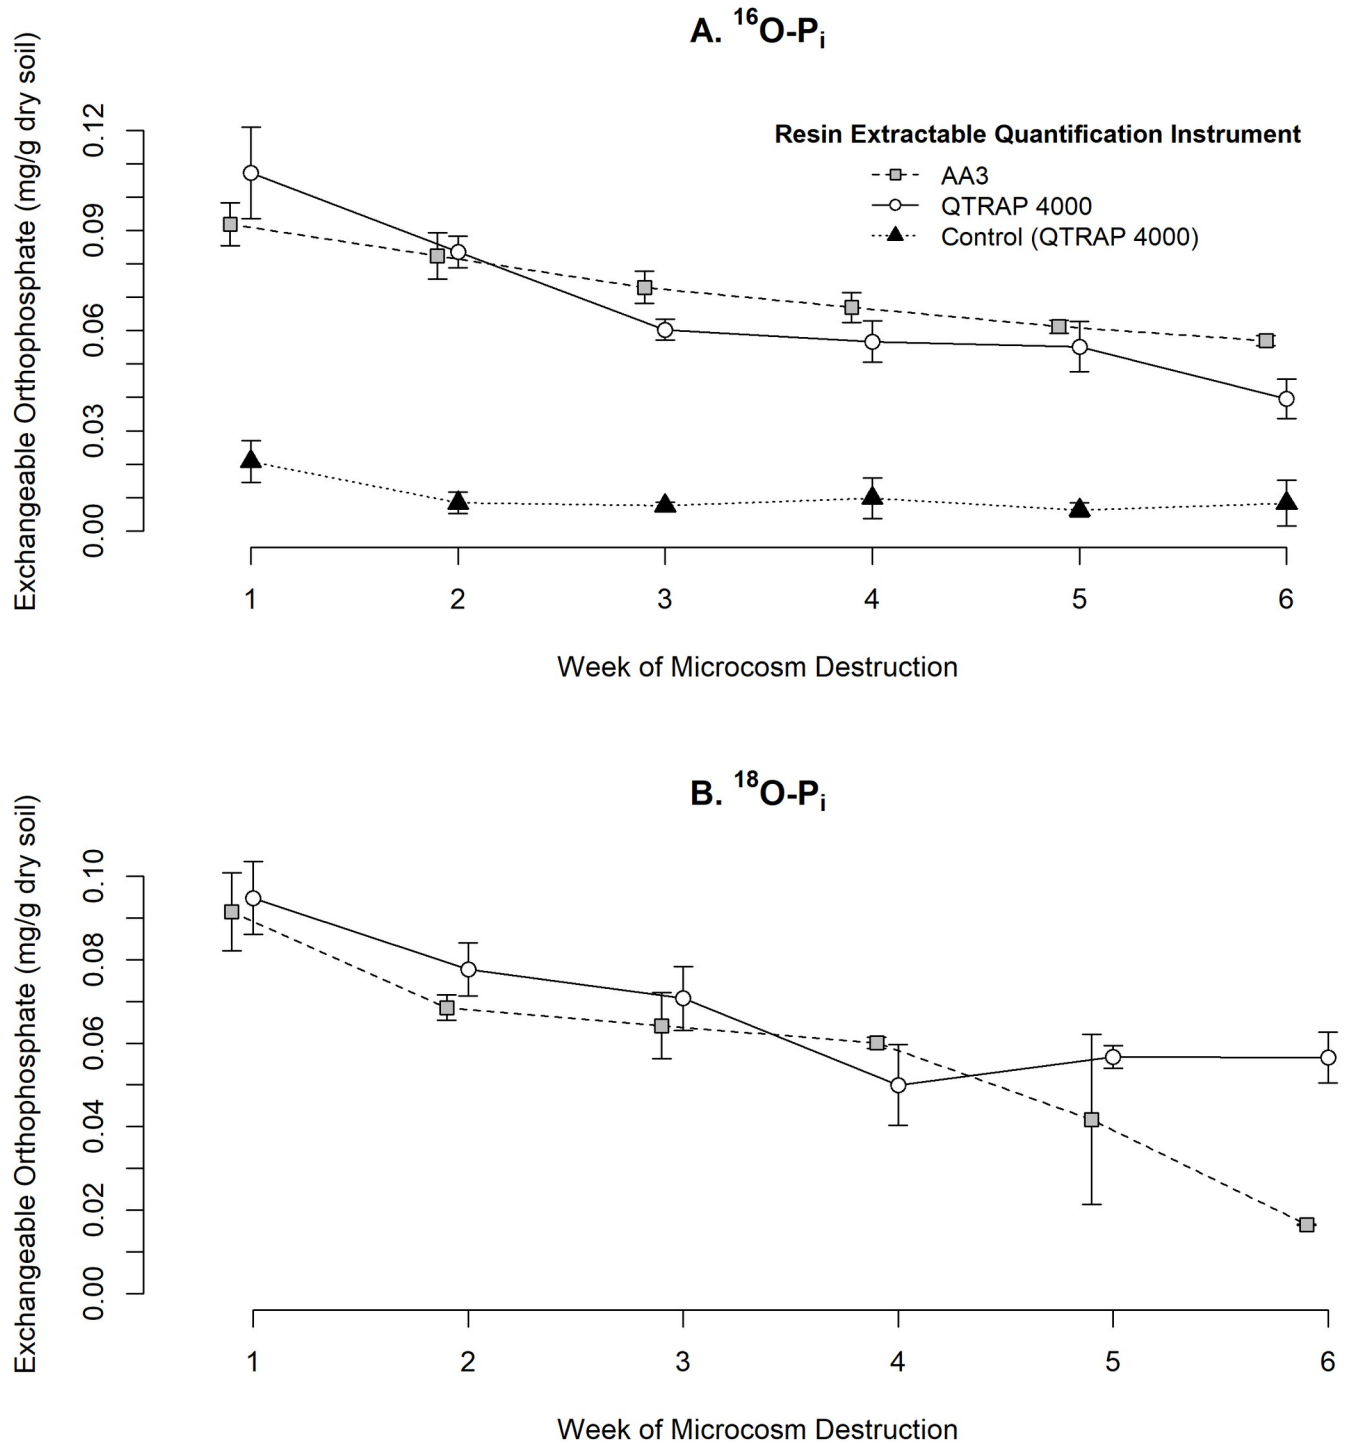 A. ¹⁶O-Pᵢ
Exchangeable Orthophosphate (mg/g dry soil)
0.12
0.09
0.06
0.03
0.00
Resin Extractable Quantification Instrument
AA3
QTRAP 4000
Control (QTRAP 4000)
1 2 3 4 5 6
Week of Microcosm Destruction
B. ¹⁸O-Pᵢ
Exchangeable Orthophosphate (mg/g dry soil)
0.10
0.08
0.06
0.04
0.02
0.00
1 2 3 4 5 6
Week of Microcosm Destruction